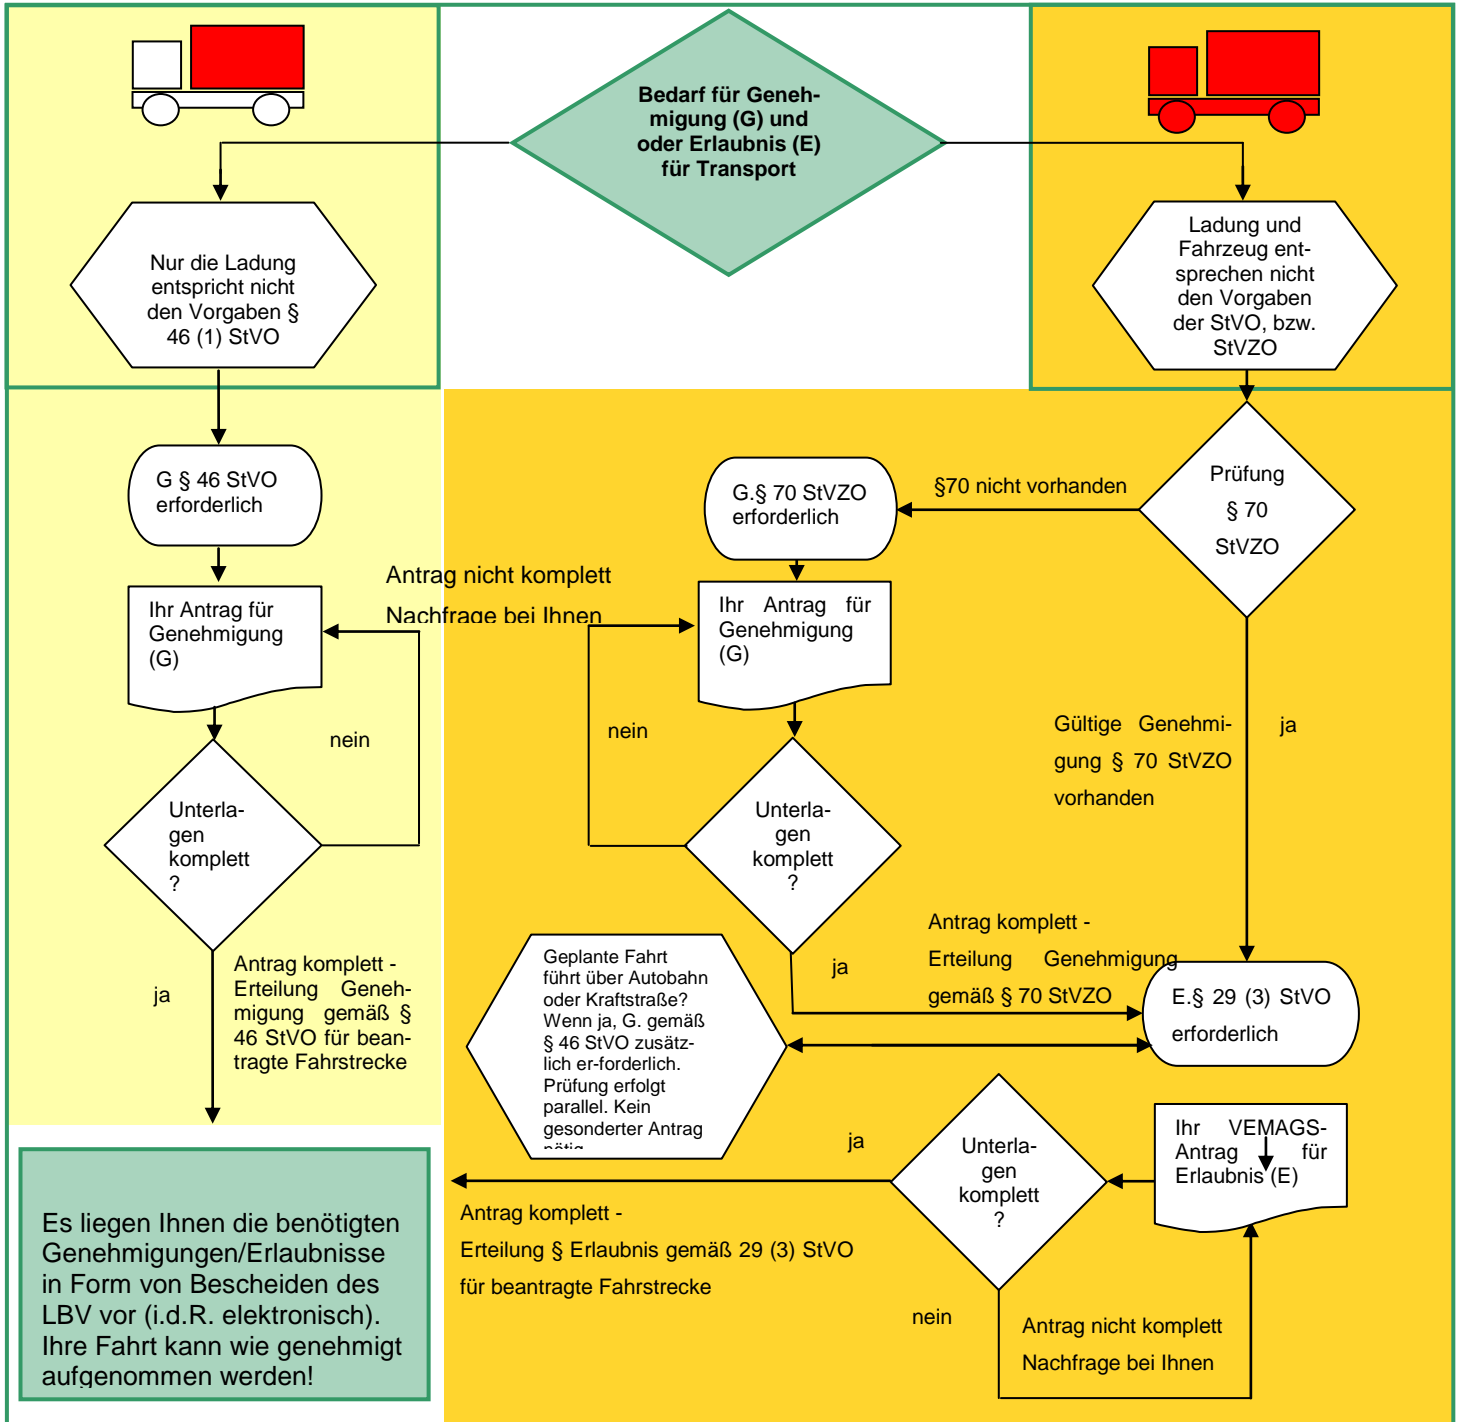 Bedarf für Geneh-
migung (G) und
oder Erlaubnis (E)
für Transport
Nur die Ladung
entspricht nicht
den Vorgaben §
46 (1) StVO
Ladung und
Fahrzeug ent-
sprechen nicht
den Vorgaben
der StVO, bzw.
StVZO
G § 46 StVO
erforderlich
G.§ 70 StVZO
erforderlich
§70 nicht vorhanden
Prüfung
§ 70
StVZO
Ihr Antrag für
Genehmigung
(G)
Antrag nicht komplett
Nachfrage bei Ihnen
Ihr Antrag für
Genehmigung
(G)
nein
nein
Gültige Genehmi-
gung § 70 StVZO
vorhanden
ja
Unterla-
gen
komplett
?
Unterla-
gen
komplett
?
ja
Antrag komplett -
Erteilung Geneh-
migung gemäß §
46 StVO für bean-
tragte Fahrstrecke
Geplante Fahrt
führt über Autobahn
oder Kraftstraße?
Wenn ja, G. gemäß
§ 46 StVO zusätz-
lich er-forderlich.
Prüfung erfolgt
parallel. Kein
gesonderter Antrag
nötig
ja
Antrag komplett -
Erteilung Genehmigung
gemäß § 70 StVZO
E.§ 29 (3) StVO
erforderlich
Ihr VEMAGS-
Antrag für
Erlaubnis (E)
Unterla-
gen
komplett
?
ja
Antrag komplett -
Erteilung § Erlaubnis gemäß 29 (3) StVO
für beantragte Fahrstrecke
nein
Antrag nicht komplett
Nachfrage bei Ihnen
Es liegen Ihnen die benötigten
Genehmigungen/Erlaubnisse
in Form von Bescheiden des
LBV vor (i.d.R. elektronisch).
Ihre Fahrt kann wie genehmigt
aufgenommen werden!